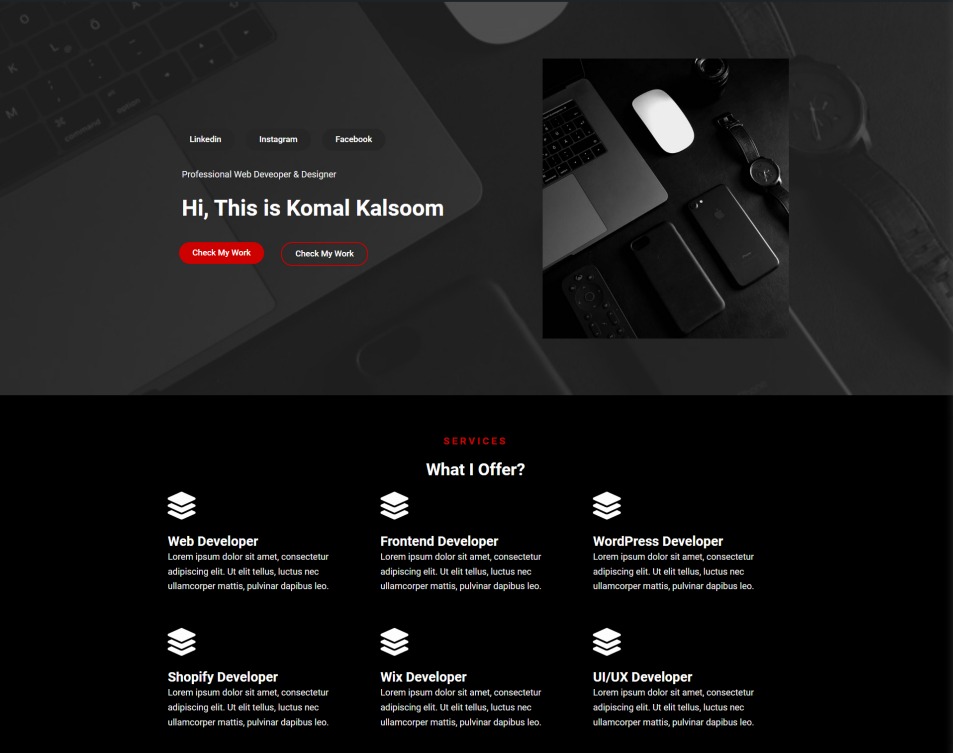 Linkedin Instagram Facebook
Professional Web Deveoper & Designer
Hi, This is Komal Kalsoom
Check My Work Check My Work
SERVICES
What I Offer?
Web Developer
Lorem ipsum dolor sit amet, consectetur
adipiscing elit. Ut elit tellus, luctus nec
ullamcorper mattis, pulvinar dapibus leo.
Frontend Developer
Lorem ipsum dolor sit amet, consectetur
adipiscing elit. Ut elit tellus, luctus nec
ullamcorper mattis, pulvinar dapibus leo.
WordPress Developer
Lorem ipsum dolor sit amet, consectetur
adipiscing elit. Ut elit tellus, luctus nec
ullamcorper mattis, pulvinar dapibus leo.
Shopify Developer
Lorem ipsum dolor sit amet, consectetur
adipiscing elit. Ut elit tellus, luctus nec
ullamcorper mattis, pulvinar dapibus leo.
Wix Developer
Lorem ipsum dolor sit amet, consectetur
adipiscing elit. Ut elit tellus, luctus nec
ullamcorper mattis, pulvinar dapibus leo.
UI/UX Developer
Lorem ipsum dolor sit amet, consectetur
adipiscing elit. Ut elit tellus, luctus nec
ullamcorper mattis, pulvinar dapibus leo.